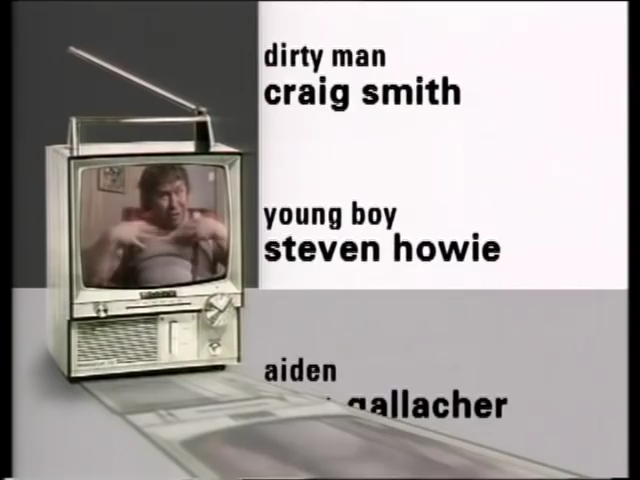 dirty man
craig smith
young boy
steven howie
aiden
gallacher